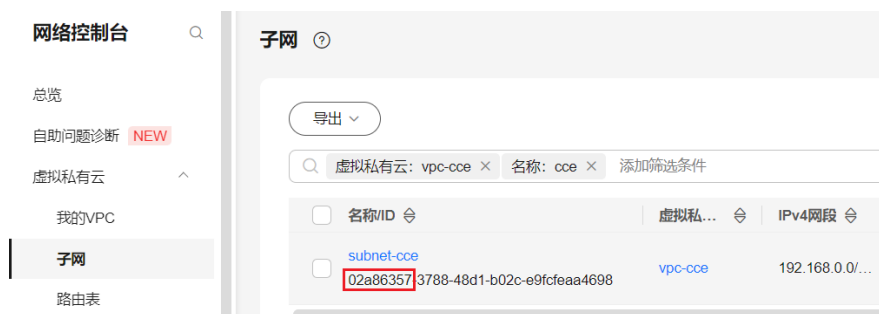 网络控制台
总览
自助问题诊断 NEW
虚拟私有云
我的VPC
子网
路由表
子网
导出
虚拟私有云：vpc-cce × 名称：cce × 添加筛选条件
名称/ID 虚拟私... IPv4网段
subnet-cce
02a86357-3788-48d1-b02c-e9fcfeaa4698
vpc-cce 192.168.0.0/...